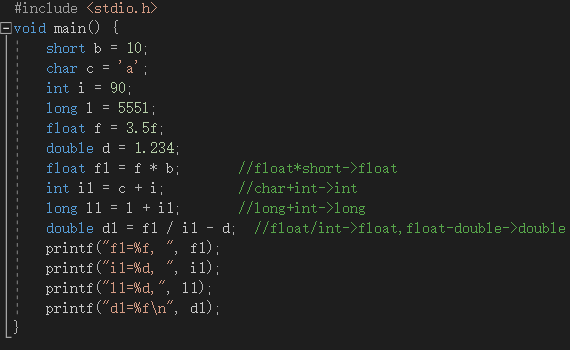 #include <stdio.h>
void main() {
short b = 10;
char c = 'a';
int i = 90;
long l = 555l;
float f = 3.5f;
double d = 1.234;
float f1 = f * b; //float*short->float
int i1 = c + i; //char+int->int
long l1 = l + i1; //long+int->long
double d1 = f1 / i1 - d; //float/int->float,float-double->double
printf("f1=%f, ", f1);
printf("i1=%d, ", i1);
printf("l1=%d,", l1);
printf("d1=%f\n", d1);
}